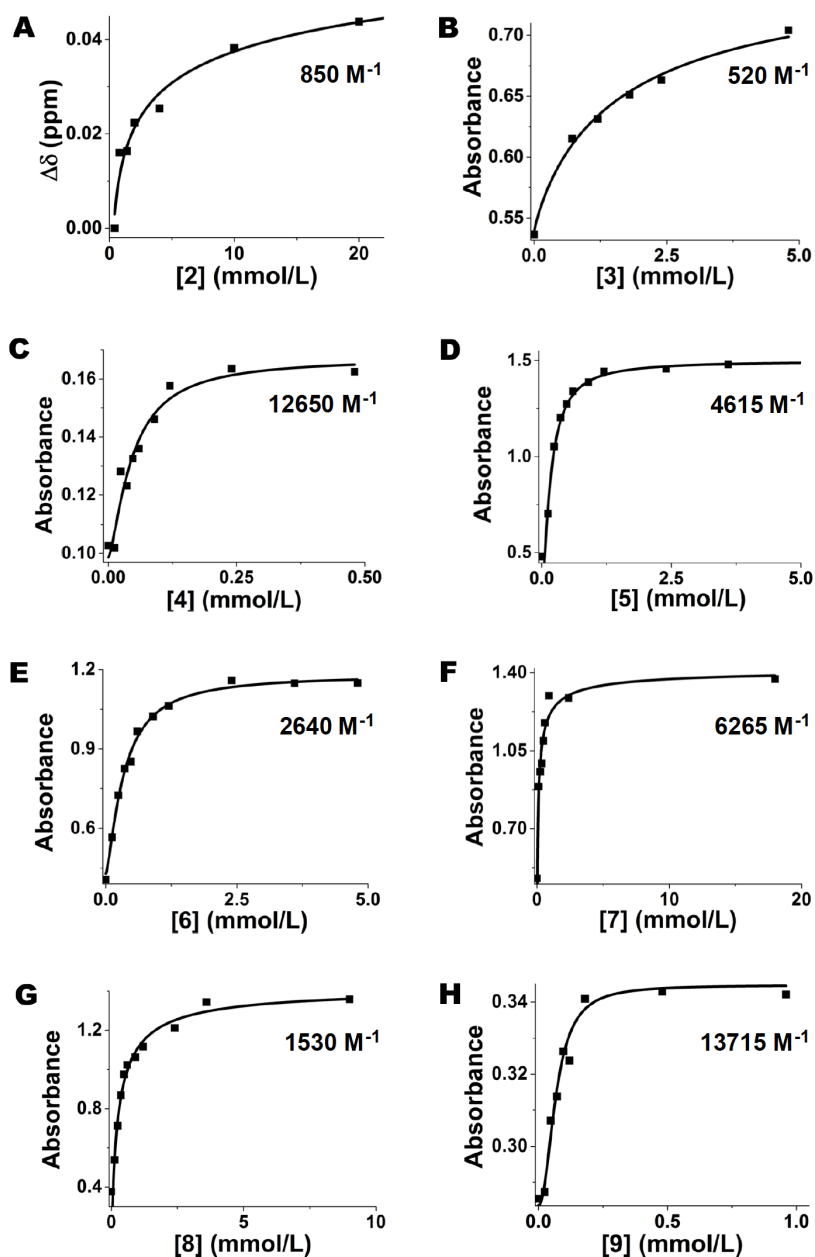 A
Δδ (ppm)
0.04
0.02
0.00
850 M-1
0
10
20
[2] (mmol/L)
B
Absorbance
0.70
0.65
0.60
0.55
520 M-1
0.0
2.5
5.0
[3] (mmol/L)
C
Absorbance
0.16
0.14
0.12
0.10
12650 M-1
0.00
0.25
0.50
[4] (mmol/L)
D
Absorbance
1.5
1.0
0.5
4615 M-1
0.0
2.5
5.0
[5] (mmol/L)
E
Absorbance
1.2
0.9
0.6
2640 M-1
0.0
2.5
5.0
[6] (mmol/L)
F
Absorbance
1.40
1.05
0.70
6265 M-1
0
10
20
[7] (mmol/L)
G
Absorbance
1.2
0.8
0.4
1530 M-1
0
5
10
[8] (mmol/L)
H
Absorbance
0.34
0.32
0.30
13715 M-1
0.0
0.5
1.0
[9] (mmol/L)